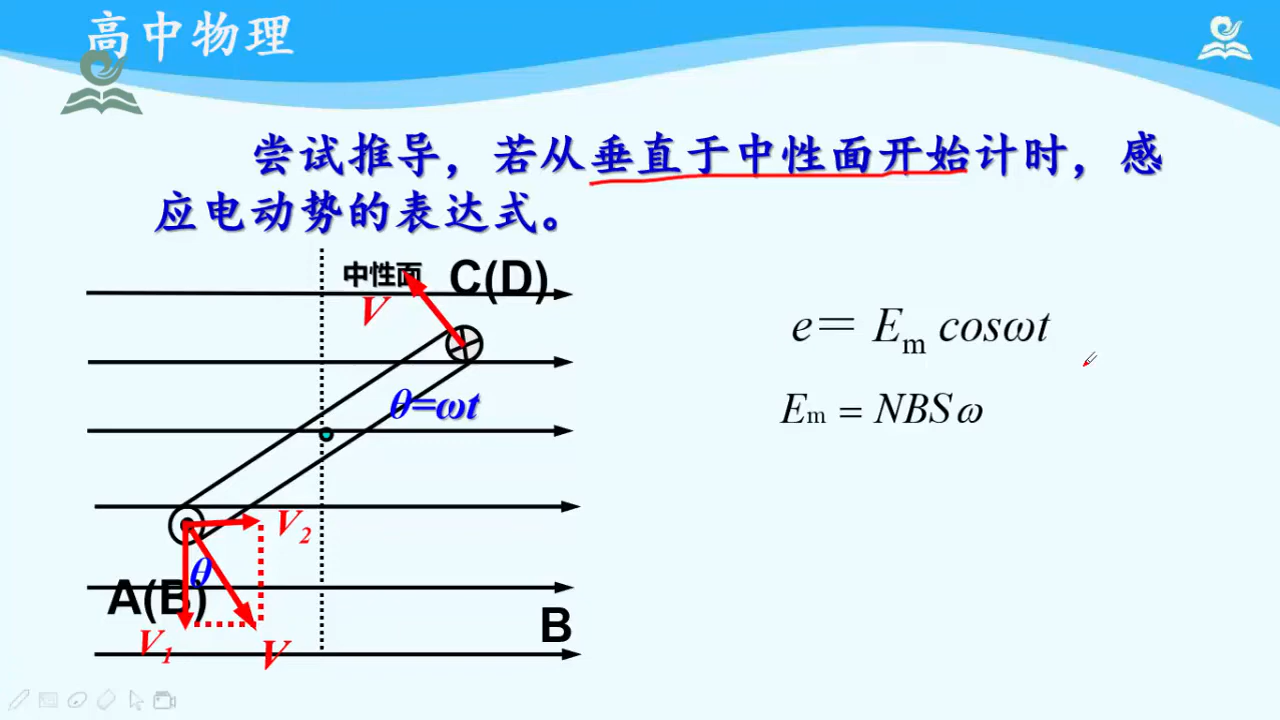 高中物理
尝试推导，若从垂直于中性面开始计时，感
应电动势的表达式。
中性面
C(D)
V
e＝ Em cosωt
θ=ωt
Em = NBSω
V2
θ
A(B)
B
V1
V